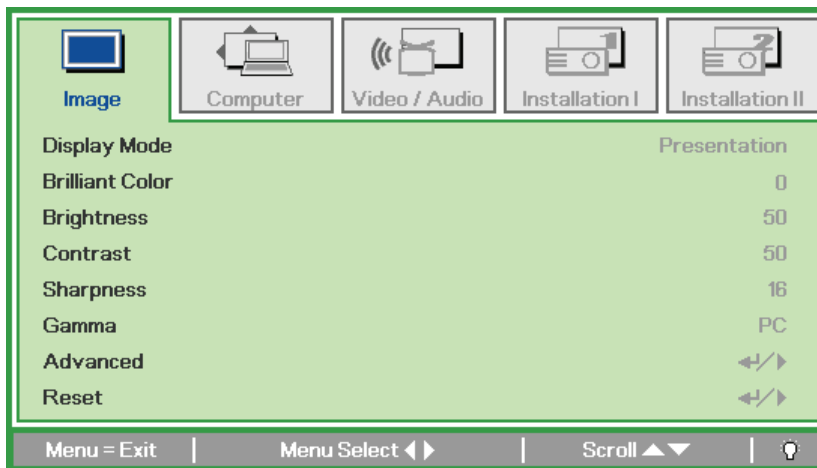 Image Computer Video / Audio Installation I Installation II
Display Mode Presentation
Brilliant Color 0
Brightness 50
Contrast 50
Sharpness 16
Gamma PC
Advanced ↵/▶
Reset ↵/▶
Menu = Exit | Menu Select ◀▶ | Scroll ▲▼ |